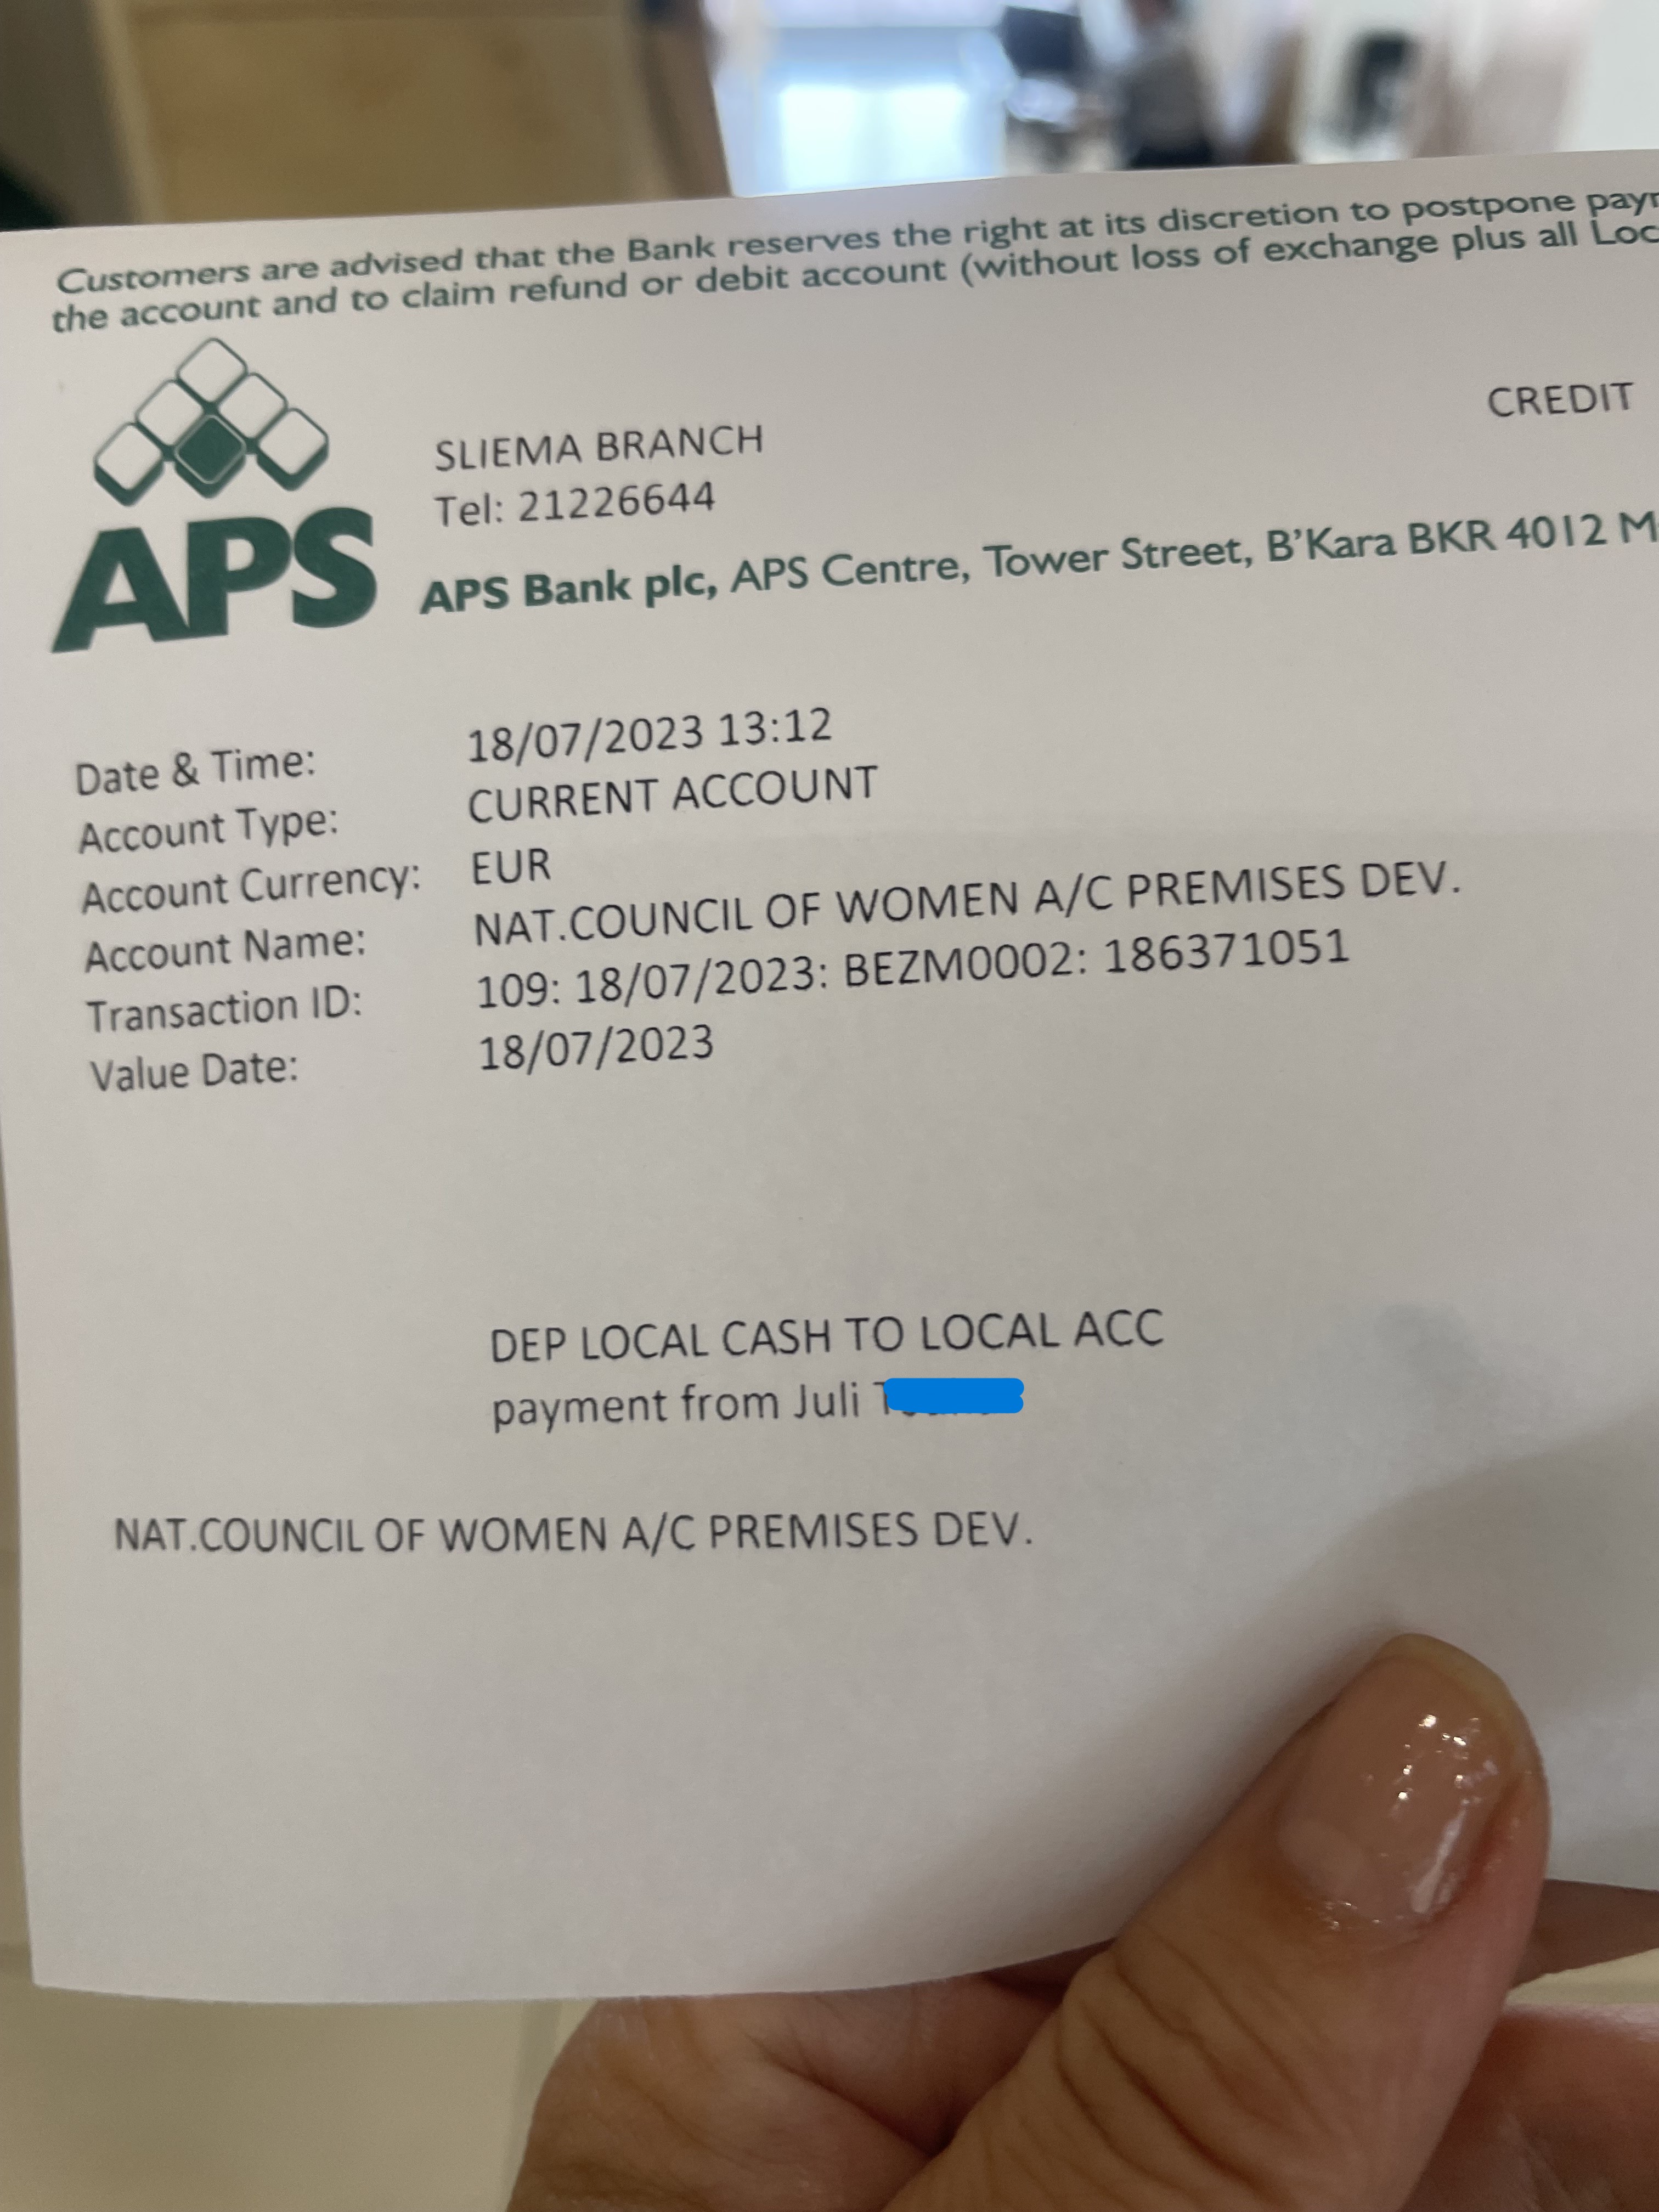 Customers are advised that the Bank reserves the right at its discretion to postpone
the account and to claim refund or debit account (without loss of exchange plus all
CREDIT
SLIEMA BRANCH
Tel: 21226644
APS
APS Bank plc, APS Centre, Tower Street, B'Kara BKR 4012
Date & Time: 18/07/2023 13:12
Account Type: CURRENT ACCOUNT
Account Currency: EUR
Account Name: NAT.COUNCIL OF WOMEN A/C PREMISES DEV.
Transaction ID: 109: 18/07/2023: BEZM0002: 186371051
Value Date: 18/07/2023
DEP LOCAL CASH TO LOCAL ACC
payment from Juli
NAT.COUNCIL OF WOMEN A/C PREMISES DEV.